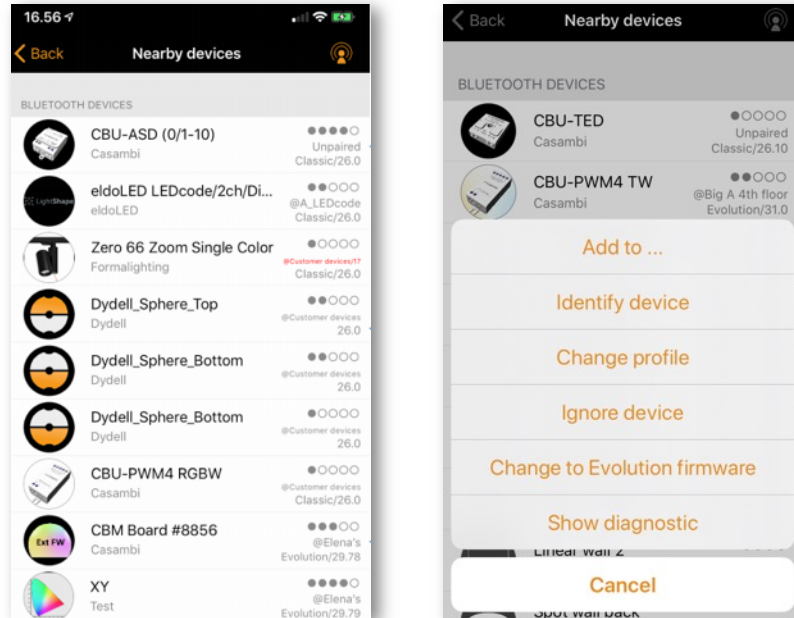 16.56
Back
Nearby devices
BLUETOOTH DEVICES
CBU-ASD (0/1-10)
Casambi
Unpaired
Classic/26.0
LightShape
eldoLED LEDcode/2ch/Di...
eldoLED
@A_LEDcode
Classic/26.0
Zero 66 Zoom Single Color
Formalighting
@Customer devices/17
Classic/26.0
Dydell_Sphere_Top
Dydell
@Customer devices
26.0
Dydell_Sphere_Bottom
Dydell
@Customer devices
26.0
Dydell_Sphere_Bottom
Dydell
@Customer devices
26.0
CBU-PWM4 RGBW
Casambi
@Customer devices
Classic/26.0
Ext FW
CBM Board #8856
Casambi
@Elena's
Evolution/29.78
XY
Test
@Elena's
Evolution/29.79
Back
Nearby devices
BLUETOOTH DEVICES
CBU-TED
Casambi
Unpaired
Classic/26.10
CBU-PWM4 TW
Casambi
@Big A 4th floor
Evolution/31.0
Add to ...
Identify device
Change profile
Ignore device
Change to Evolution firmware
Show diagnostic
Linear wall 2
Cancel
Spot wall back